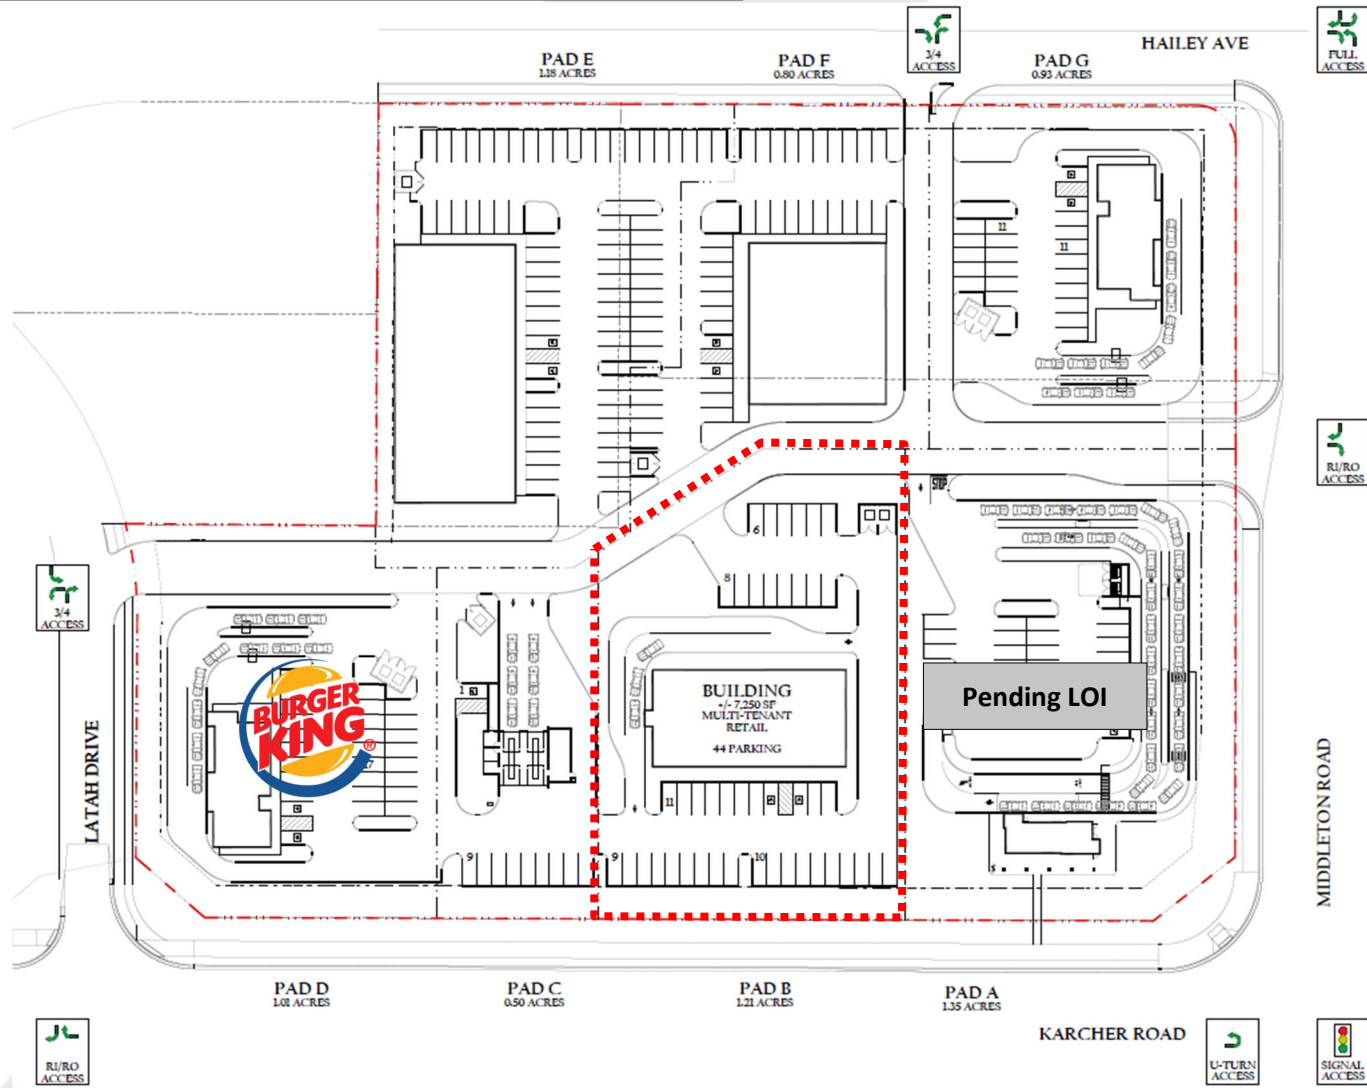 HAILEY AVE
3/4
ACCESS
FULL
ACCESS
PAD E
1.18 ACRES
PAD F
0.80 ACRES
PAD G
0.93 ACRES
11
11
RI/RO
ACCESS
STOP
6
8
3/4
ACCESS
1
BURGER
KING
®
17
BUILDING
+/- 7,250 SF
MULTI-TENANT
RETAIL
44 PARKING
Pending LOI
LATAH DRIVE
MIDDLETON ROAD
11
9
9
10
PAD D
1.01 ACRES
PAD C
0.50 ACRES
PAD B
1.21 ACRES
PAD A
1.35 ACRES
KARCHER ROAD
RI/RO
ACCESS
U-TURN
ACCESS
SIGNAL
ACCESS